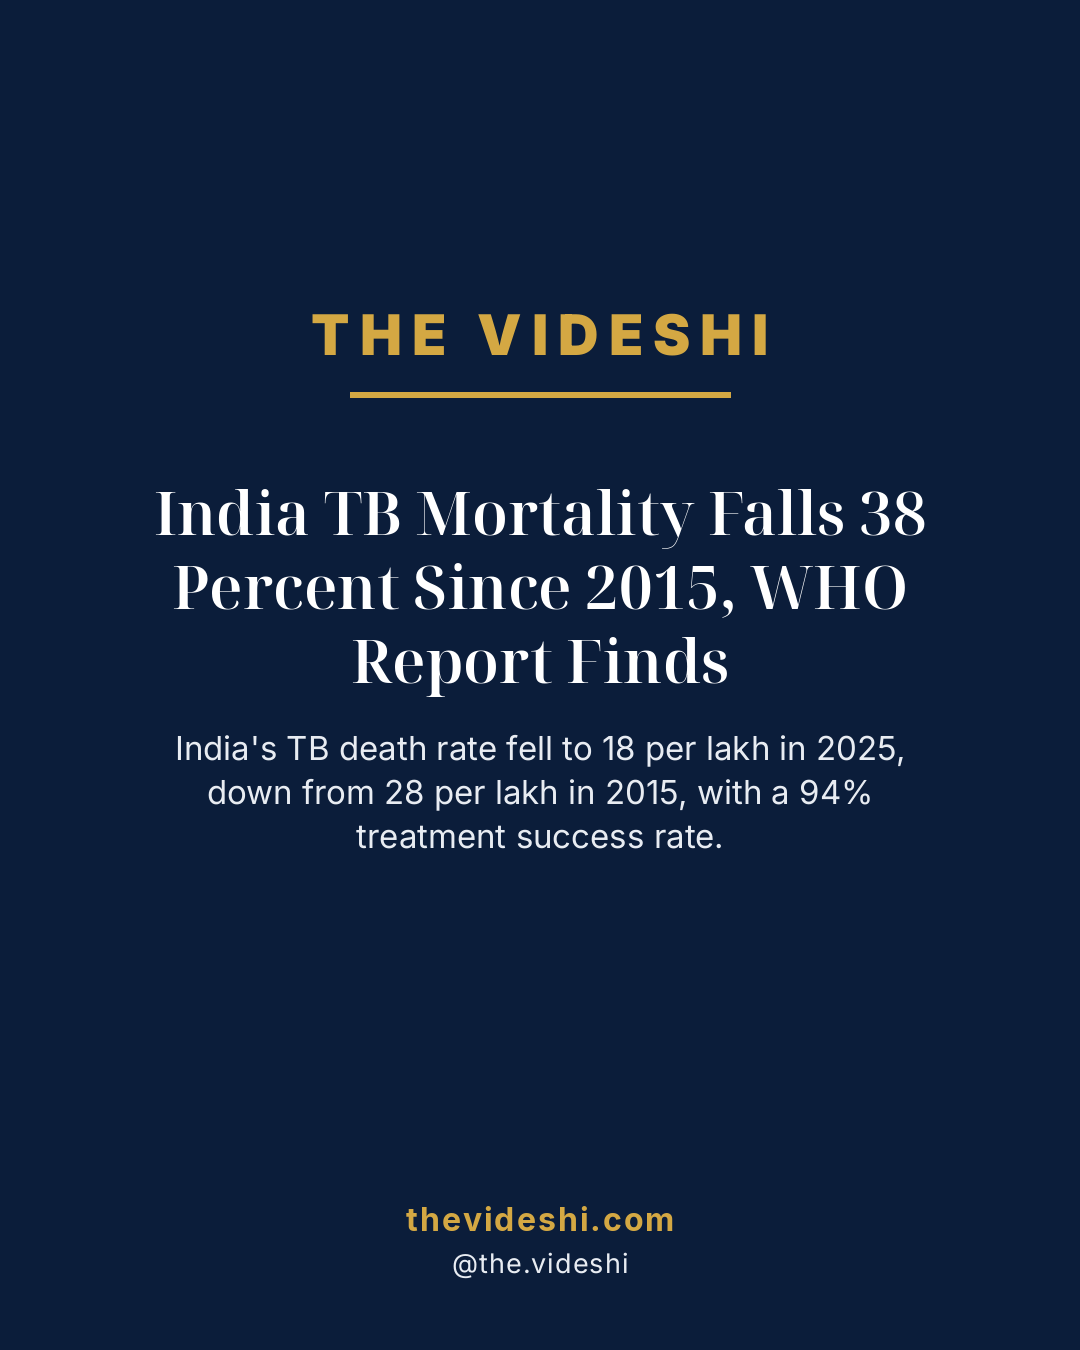 THE VIDESHI
India TB Mortality Falls 38
Percent Since 2015, WHO
Report Finds
India's TB death rate fell to 18 per lakh in 2025,
down from 28 per lakh in 2015, with a 94%
treatment success rate.
thevideshi.com
@the.videshi